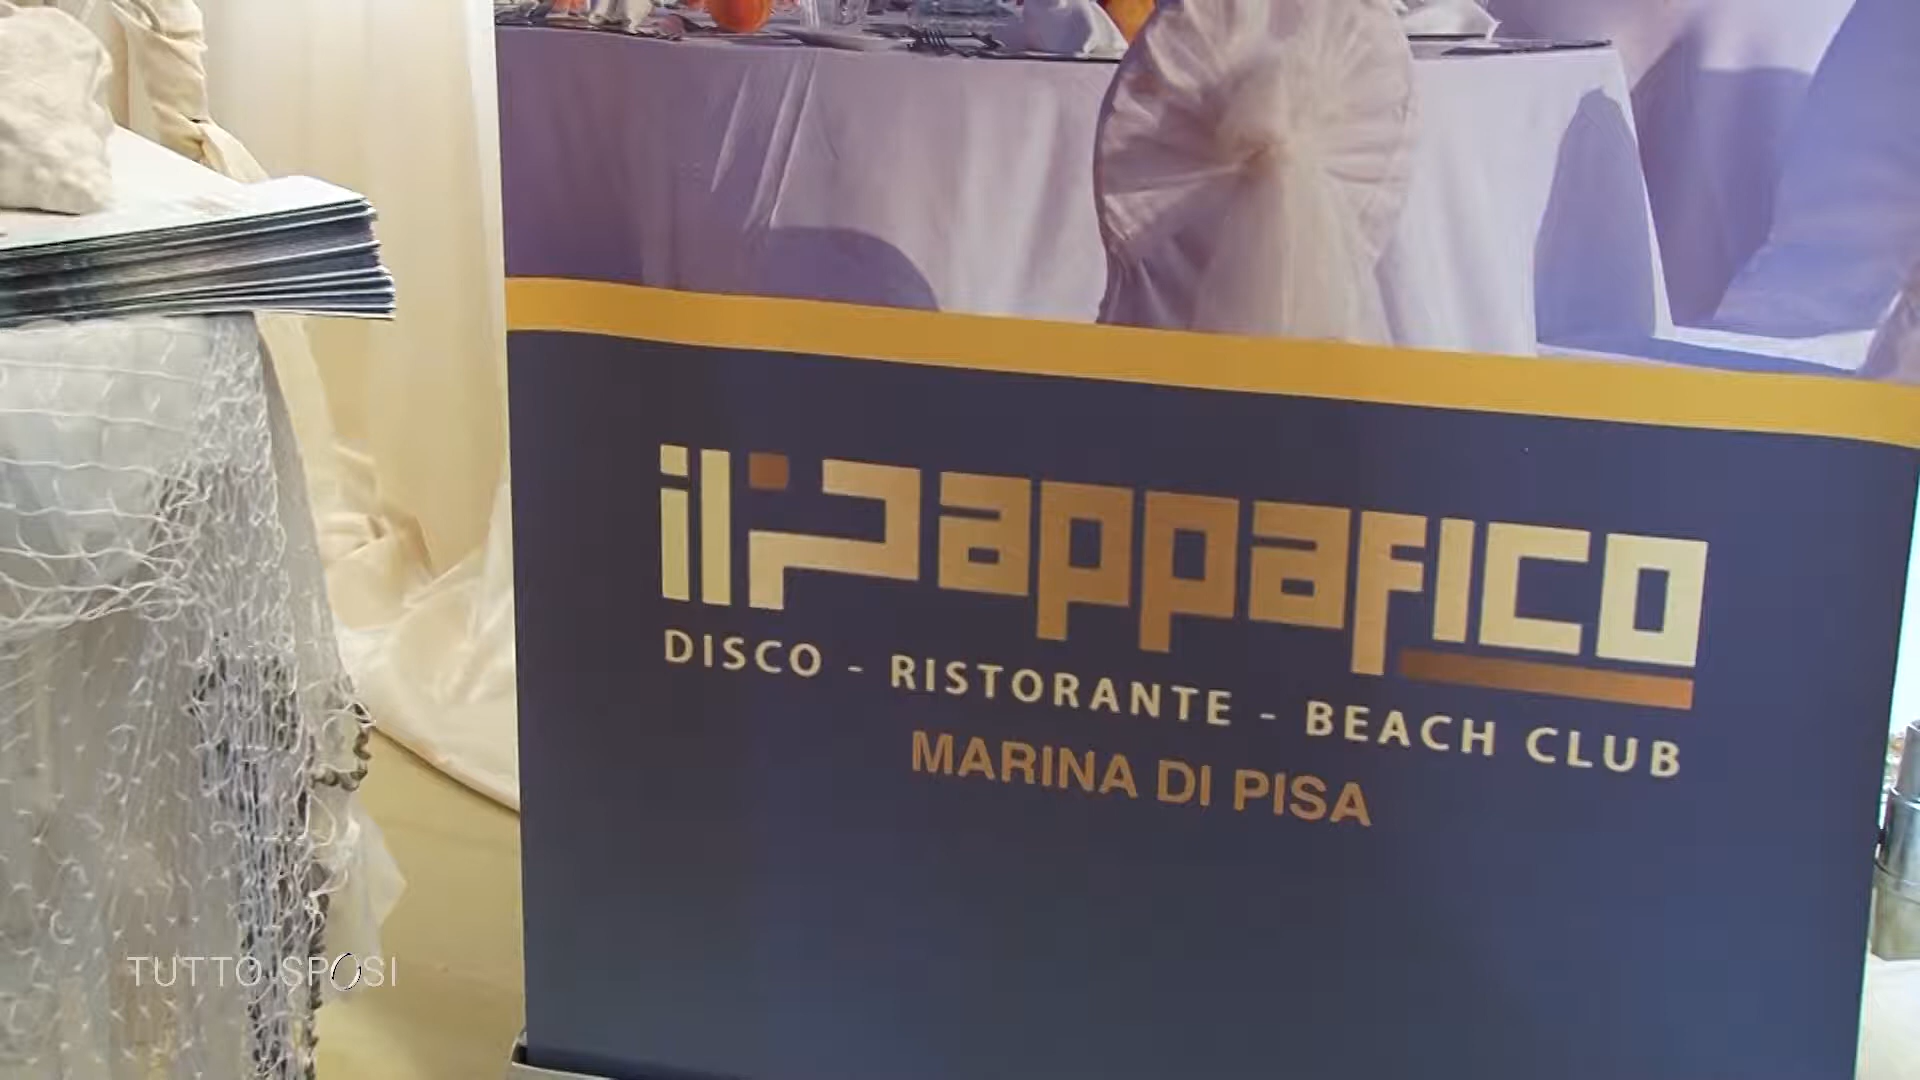 il Pappafico
DISCO - RISTORANTE - BEACH CLUB
MARINA DI PISA
TUTTO SPOSI